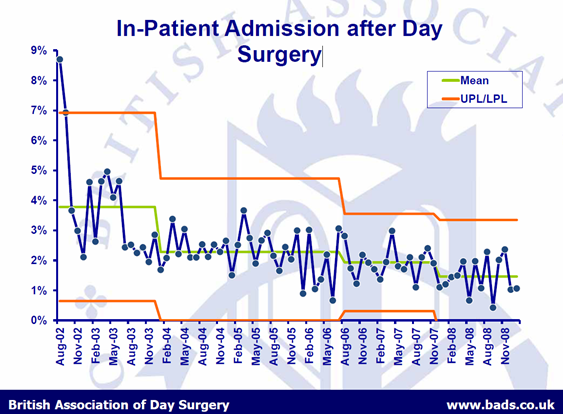 In-Patient Admission after Day
Surgery
BRITISH ASSOCIAT
9%
8%
7%
6%
5%
4%
3%
2%
1%
0%
Mean
UPL/LPL
Aug-02
Nov-02
Feb-03
May-03
Aug-03
Nov-03
Feb-04
May-04
Aug-04
Nov-04
Feb-05
May-05
Aug-05
Nov-05
Feb-06
May-06
Aug-06
Nov-06
Feb-07
May-07
Aug-07
Nov-07
Feb-08
May-08
Aug-08
Nov-08
British Association of Day Surgery
www.bads.co.uk